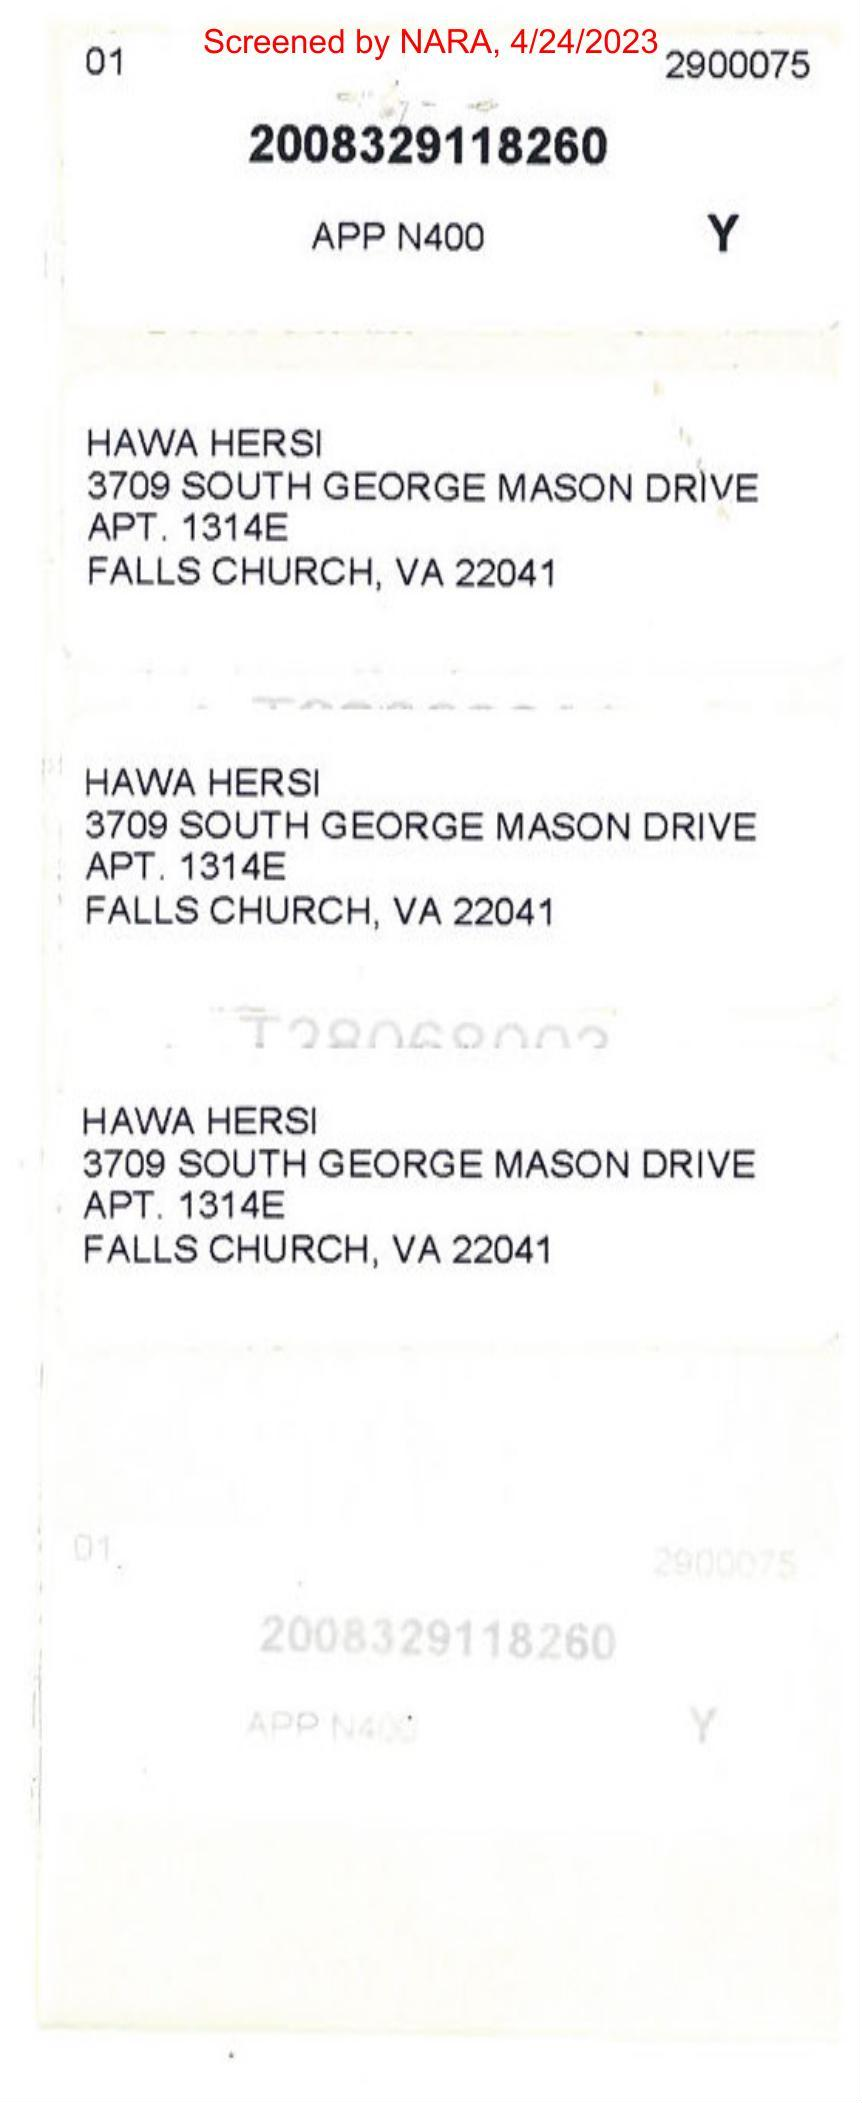 Screened by NARA, 4/24/2023
01 2900075
2008329118260
APP N400 Y
HAWA HERSI
3709 SOUTH GEORGE MASON DRIVE
APT. 1314E
FALLS CHURCH, VA 22041
HAWA HERSI
3709 SOUTH GEORGE MASON DRIVE
APT. 1314E
FALLS CHURCH, VA 22041
HAWA HERSI
3709 SOUTH GEORGE MASON DRIVE
APT. 1314E
FALLS CHURCH, VA 22041
01 2900075
2008329118260
APP N400 Y